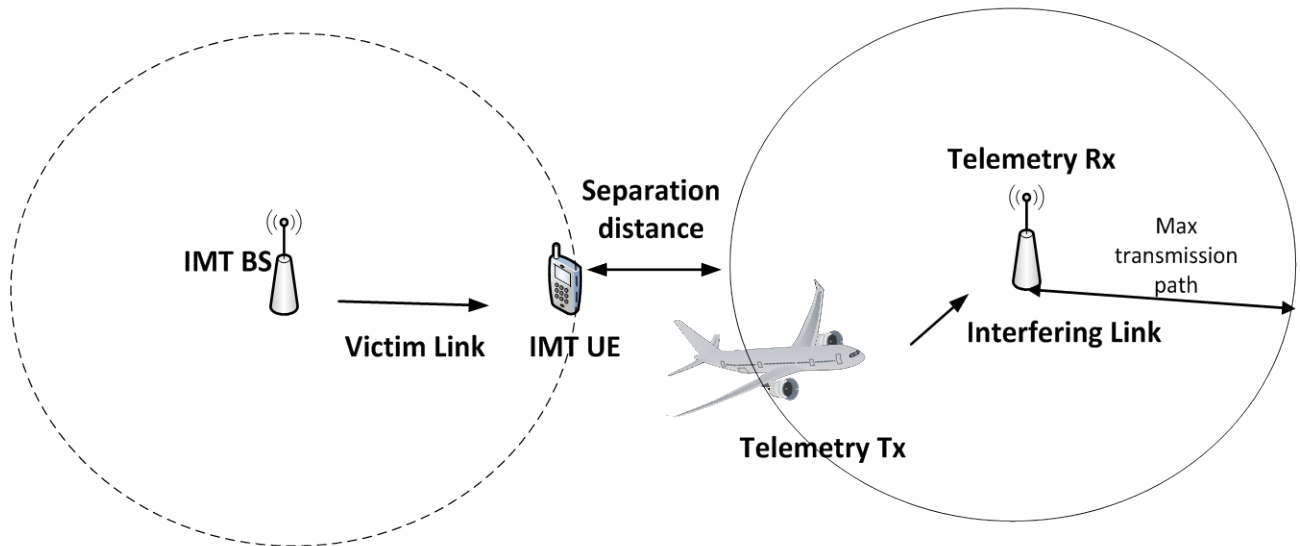 Telemetry Rx
Separation
distance
Max
transmission
path
IMT BS
Victim Link
IMT UE
Interfering Link
Telemetry Tx